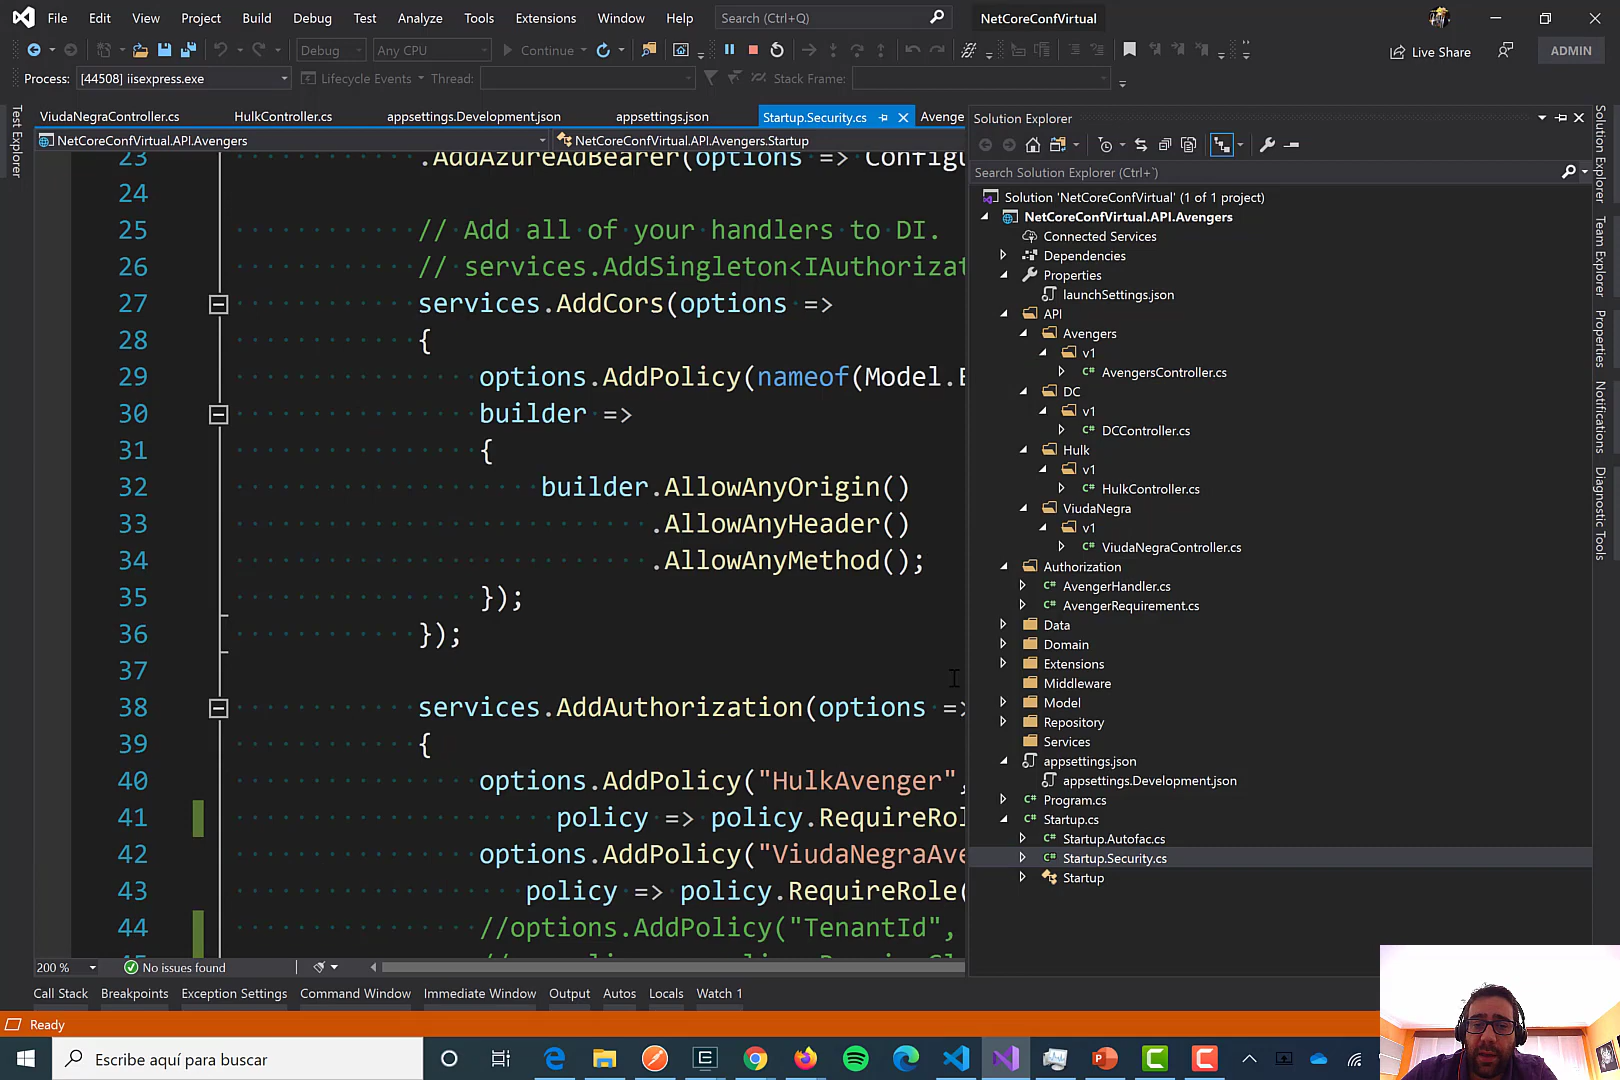 File Edit View Project Build Debug Test Analyze Tools Extensions Window Help Search (Ctrl+Q) NetCoreConfVirtual
Debug Any CPU Continue Live Share ADMIN
Process: [44508] iisexpress.exe Lifecycle Events Thread: Stack Frame:
Test Explorer
ViudaNegraController.cs HulkController.cs appsettings.Development.json appsettings.json Startup.Security.cs Avenge
NetCoreConfVirtual.API.Avengers NetCoreConfVirtual.API.Avengers.Startup
23 .AddAzureAdBearer(options => Configu
24
25 // Add all of your handlers to DI.
26 // services.AddSingleton<IAuthorizat
27 services.AddCors(options =>
28 {
29 options.AddPolicy(nameof(Model.E
30 builder =>
31 {
32 builder.AllowAnyOrigin()
33 .AllowAnyHeader()
34 .AllowAnyMethod();
35 });
36 });
37
38 services.AddAuthorization(options =>
39 {
40 options.AddPolicy("HulkAvenger",
41 policy => policy.RequireRol
42 options.AddPolicy("ViudaNegraAve
43 policy => policy.RequireRole(
44 //options.AddPolicy("TenantId",
200 % No issues found
Solution Explorer
Search Solution Explorer (Ctrl+`)
Solution 'NetCoreConfVirtual' (1 of 1 project)
NetCoreConfVirtual.API.Avengers
Connected Services
Dependencies
Properties
launchSettings.json
API
Avengers
v1
AvengersController.cs
DC
v1
DCController.cs
Hulk
v1
HulkController.cs
ViudaNegra
v1
ViudaNegraController.cs
Authorization
AvengerHandler.cs
AvengerRequirement.cs
Data
Domain
Extensions
Middleware
Model
Repository
Services
appsettings.json
appsettings.Development.json
Program.cs
Startup.cs
Startup.Autofac.cs
Startup.Security.cs
Startup
Solution Explorer
Team Explorer
Properties
Notifications
Diagnostic Tools
Call Stack Breakpoints Exception Settings Command Window Immediate Window Output Autos Locals Watch 1
Ready
Escribe aquí para buscar